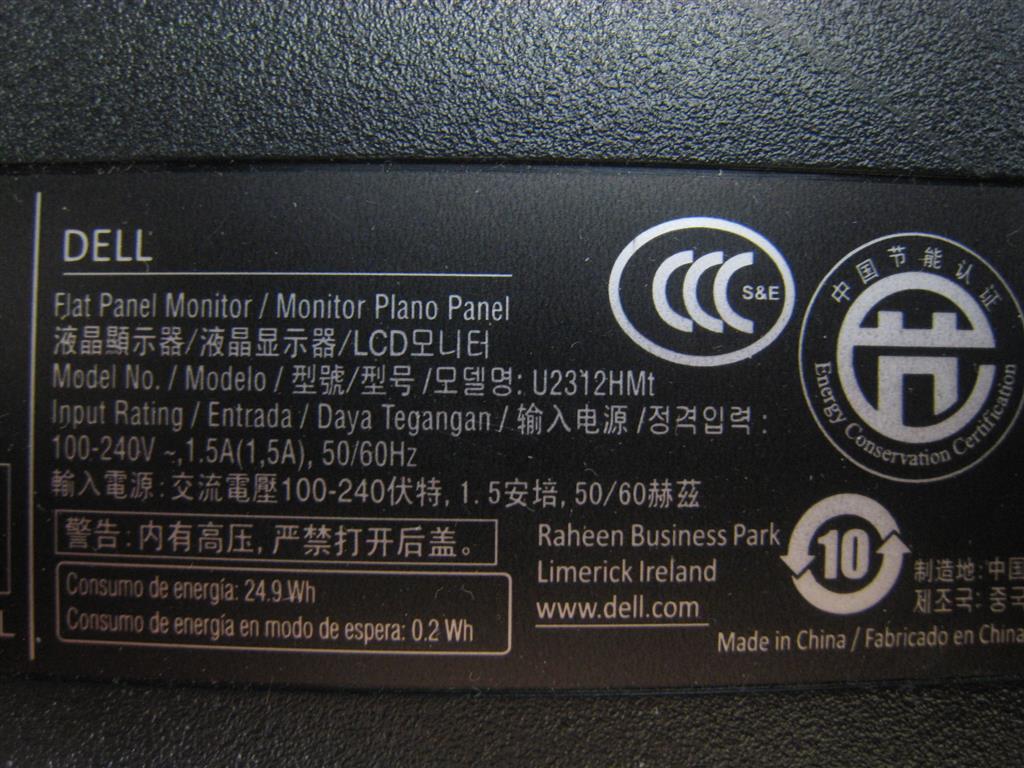 DELL
Flat Panel Monitor / Monitor Plano Panel
液晶顯示器/液晶显示器/LCD모니터
Model No. / Modelo / 型號/型号 /모델명: U2312HMt
Input Rating / Entrada / Daya Tegangan / 输入电源 /정격입력 :
100-240V ~,1.5A(1,5A), 50/60Hz
輸入電源: 交流電壓100-240伏特, 1.5安培, 50/60赫茲
警告: 内有高压, 严禁打开后盖。
Consumo de energía: 24.9 Wh
Consumo de energía en modo de espera: 0.2 Wh
CCC S&E
中国节能认证
Energy Conservation Certification
Raheen Business Park
Limerick Ireland
www.dell.com
10
制造地: 中国
제조국: 중국
Made in China / Fabricado en China
L